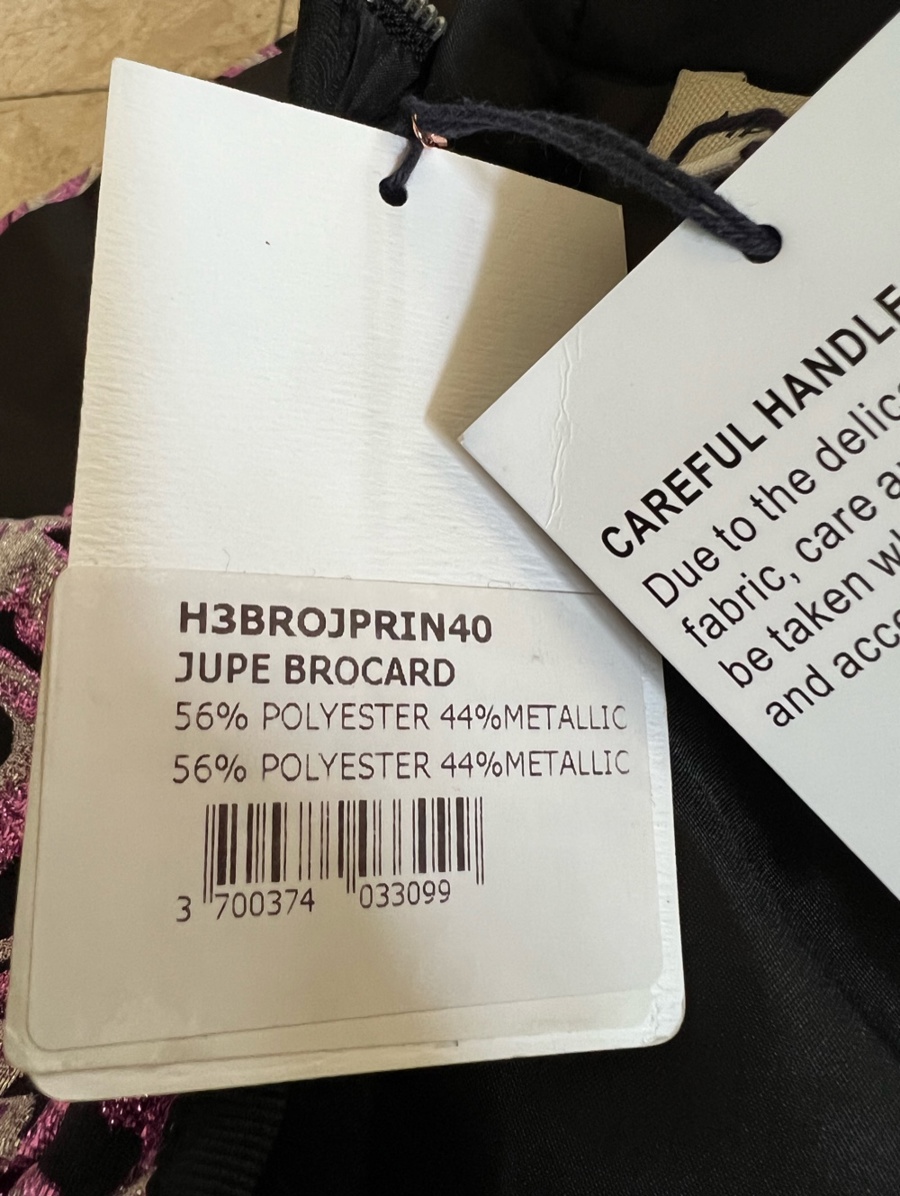 H3BROJPRIN40
JUPE BROCARD
56% POLYESTER 44%METALLIC
56% POLYESTER 44%METALLIC
3 700374 033099
CAREFUL HANDLE
Due to the delic
fabric, care a
be taken w
and acce